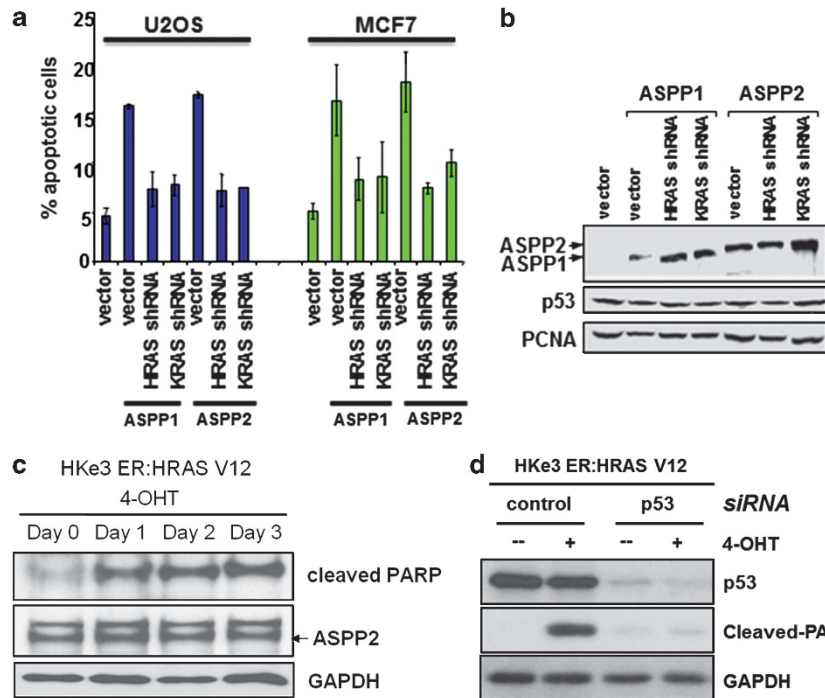 a
U2OS
MCF7
25
20
15
10
5
0
% apoptotic cells
vector
vector
HRAS shRNA
KRAS shRNA
vector
HRAS shRNA
KRAS shRNA
vector
vector
HRAS shRNA
KRAS shRNA
vector
HRAS shRNA
KRAS shRNA
ASPP1
ASPP2
ASPP1
ASPP2
b
ASPP1
ASPP2
vector
vector
HRAS shRNA
KRAS shRNA
vector
HRAS shRNA
KRAS shRNA
ASPP2
ASPP1
p53
PCNA
c
HKe3 ER:HRAS V12
4-OHT
Day 0 Day 1 Day 2 Day 3
cleaved PARP
ASPP2
GAPDH
d
HKe3 ER:HRAS V12
control p53 siRNA
-- + -- + 4-OHT
p53
Cleaved-PA
GAPDH